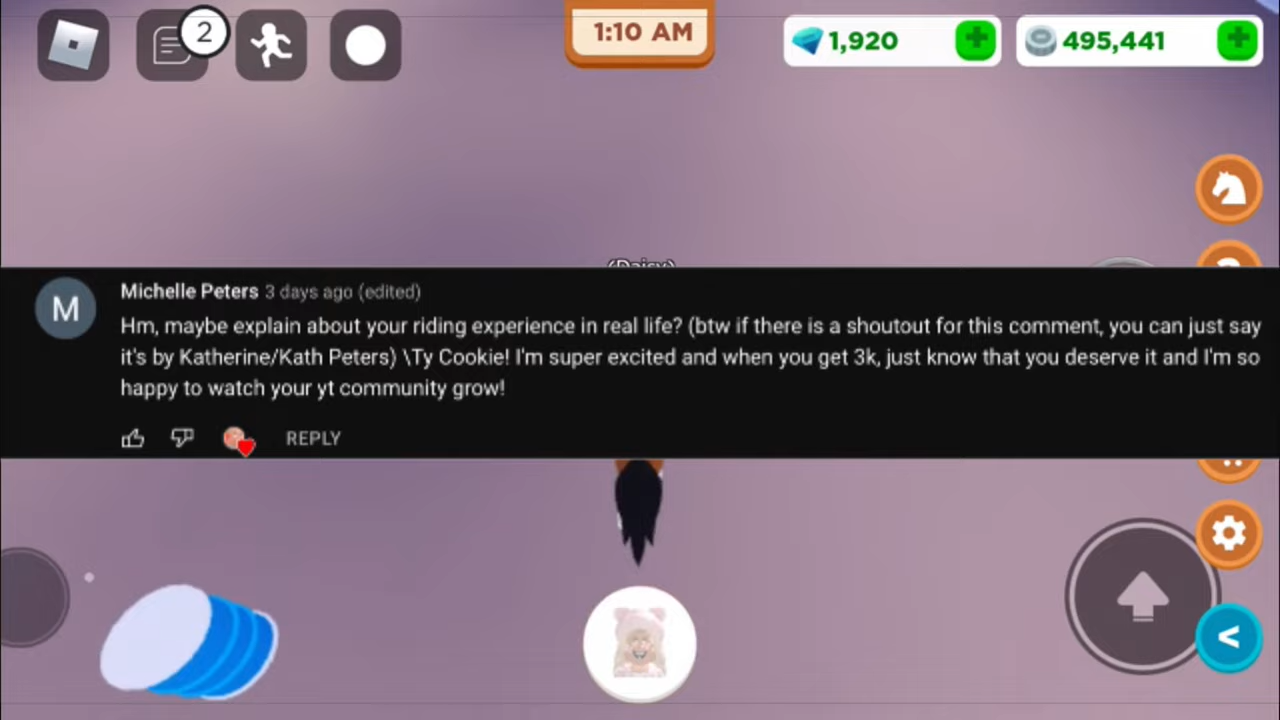 2
1:10 AM
1,920
495,441
(Daisy)
M
Michelle Peters 3 days ago (edited)
Hm, maybe explain about your riding experience in real life? (btw if there is a shoutout for this comment, you can just say
it's by Katherine/Kath Peters) \Ty Cookie! I'm super excited and when you get 3k, just know that you deserve it and I'm so
happy to watch your yt community grow!
REPLY
<